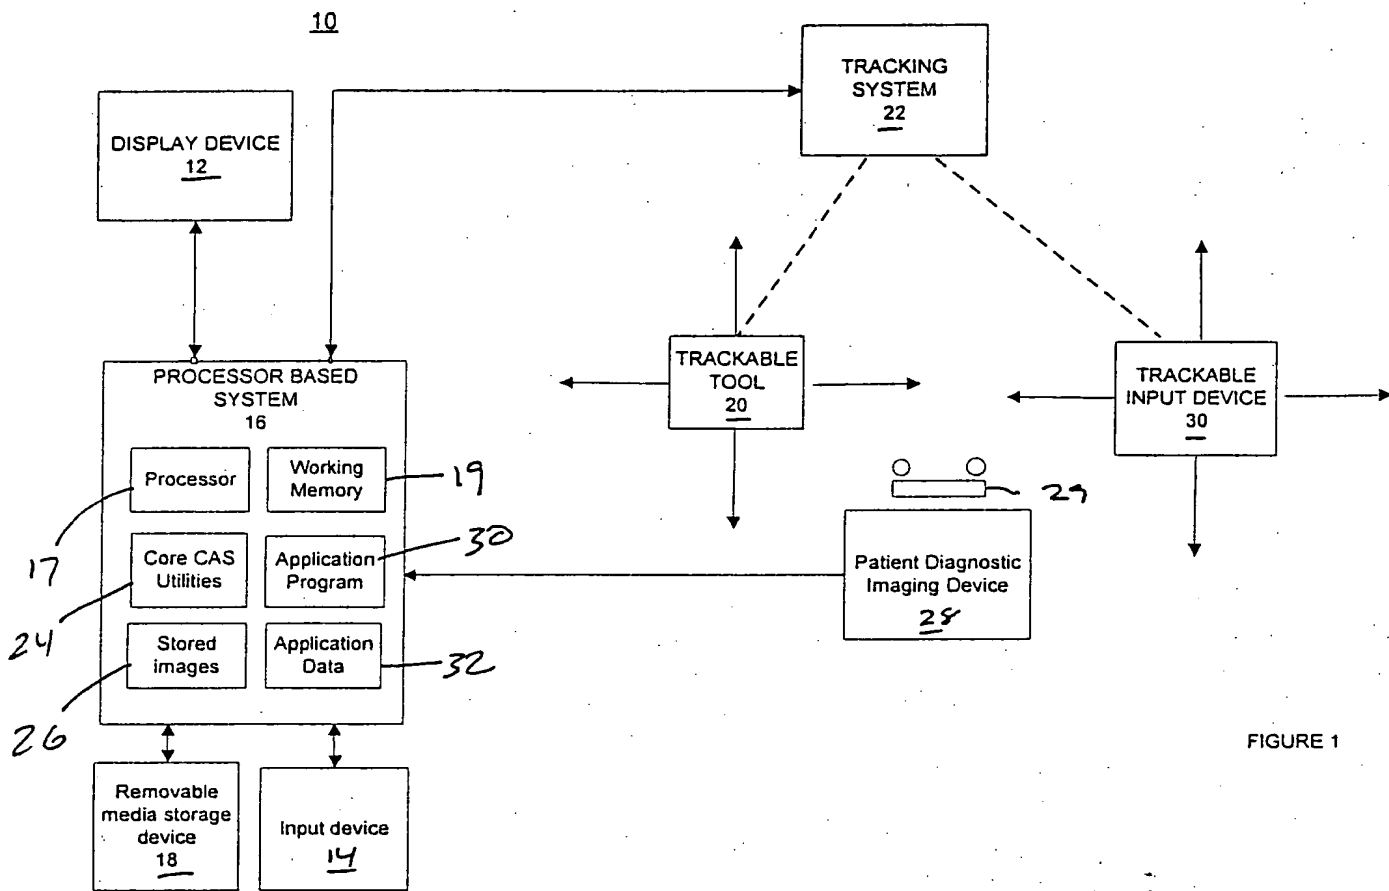 10
TRACKING
SYSTEM
22
DISPLAY DEVICE
12
TRACKABLE
TOOL
20
TRACKABLE
INPUT DEVICE
30
PROCESSOR BASED
SYSTEM
16
Processor
Working
Memory
19
17
Core CAS
Utilities
Application
Program
30
24
Stored
images
Application
Data
32
26
29
Patient Diagnostic
Imaging Device
28
Removable
media storage
device
18
Input device
14
FIGURE 1